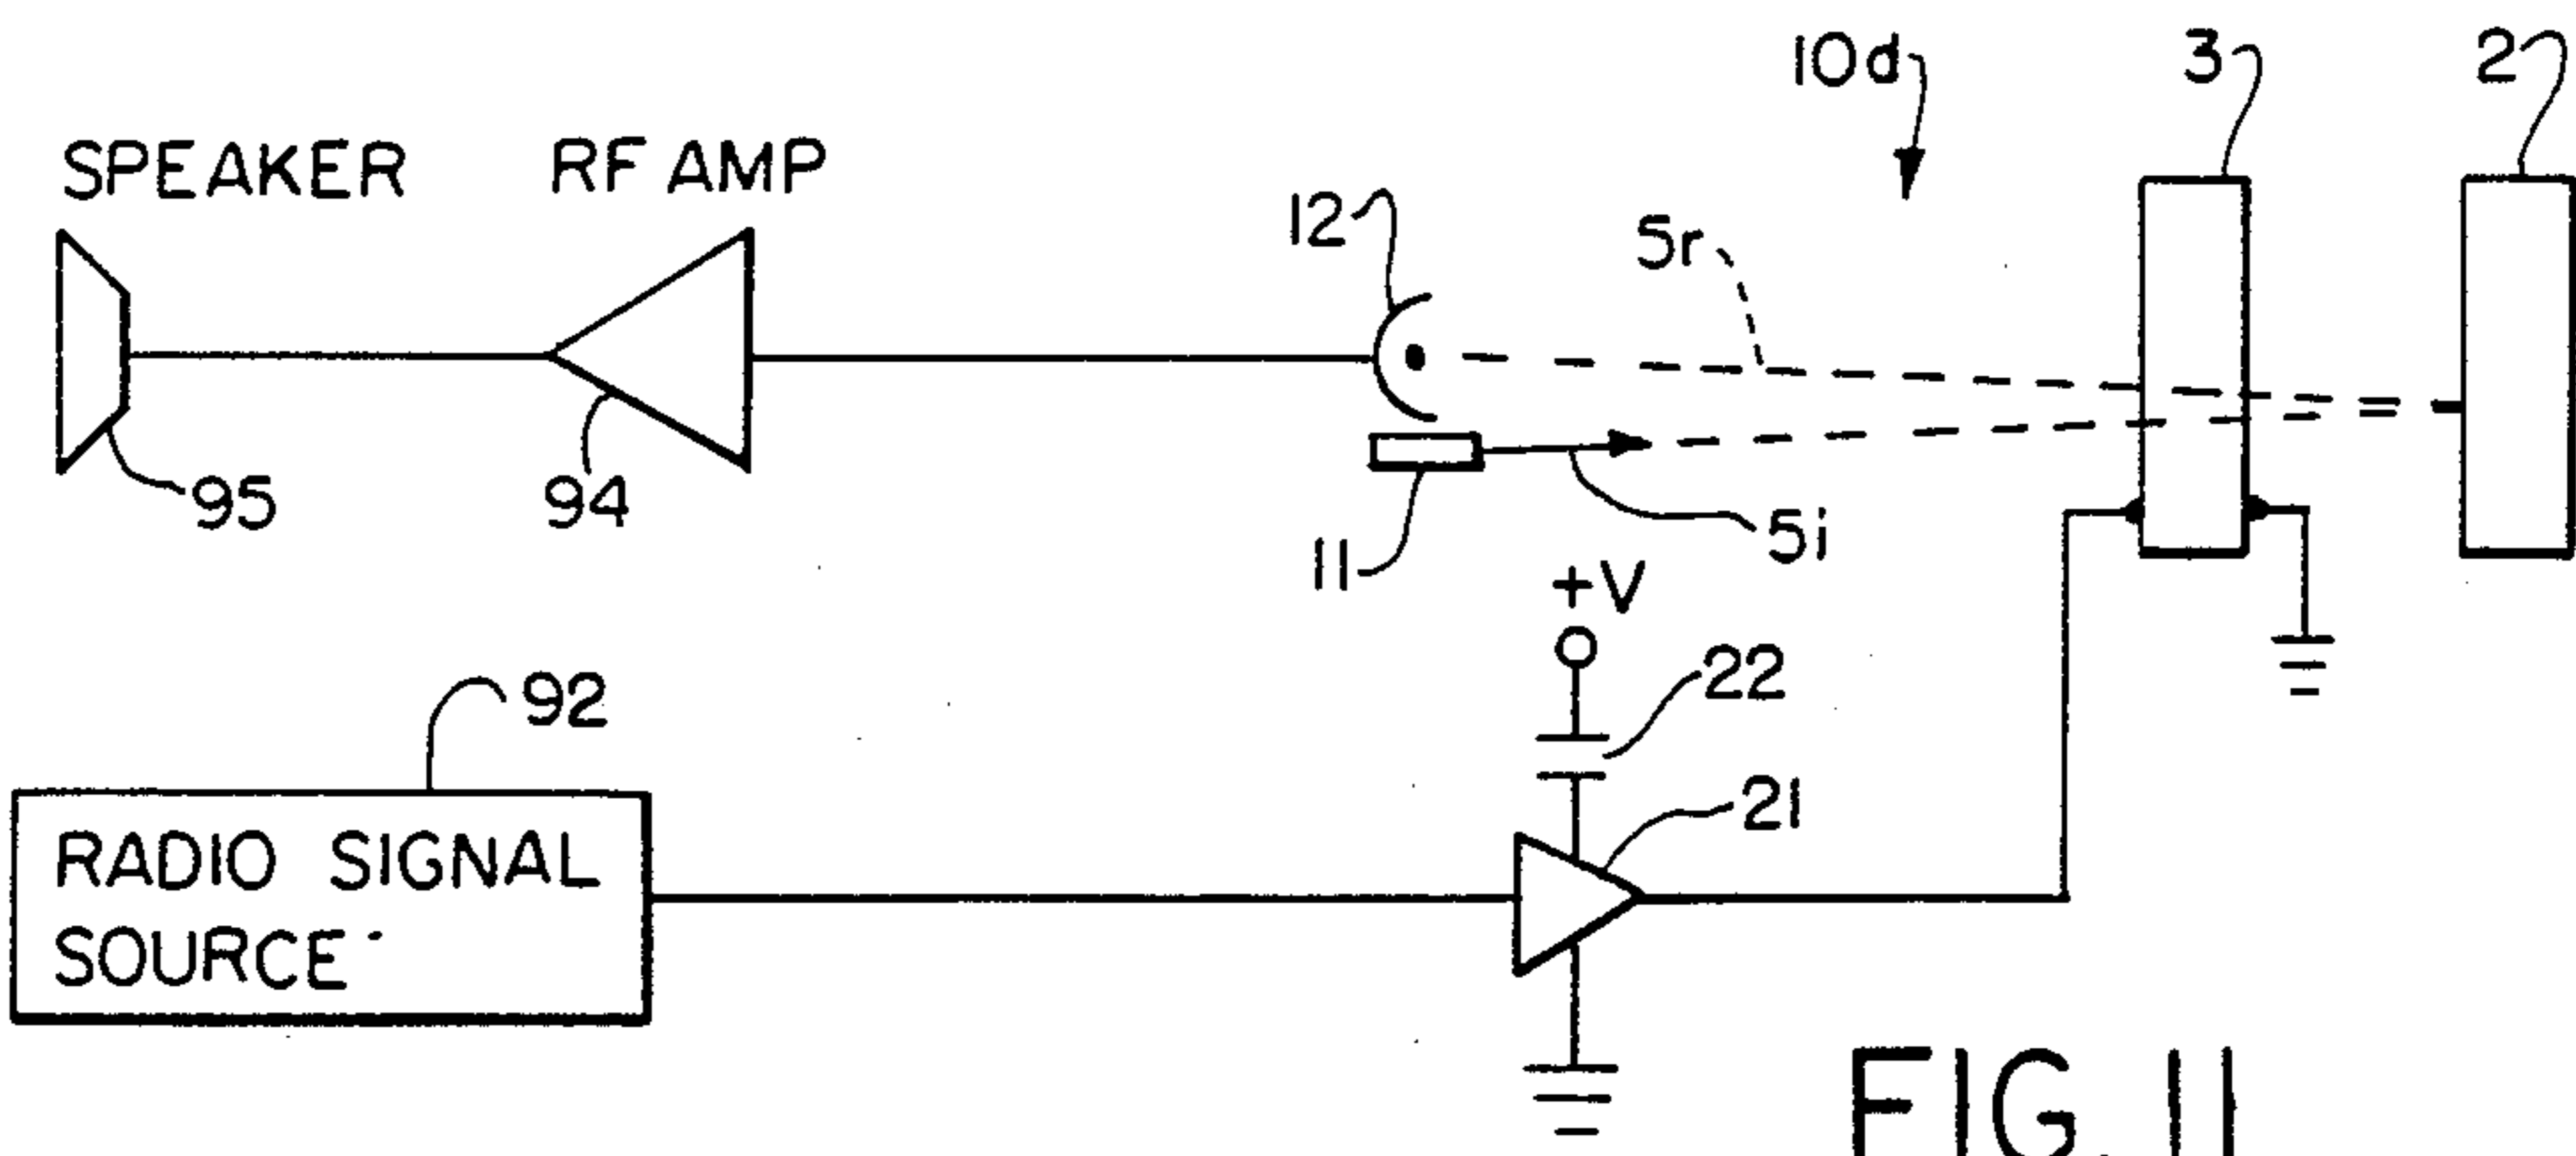 10d
3
2
SPEAKER
RF AMP
12
5r
95
94
11
5i
+V
22
92
21
RADIO SIGNAL
SOURCE
FIG. 11